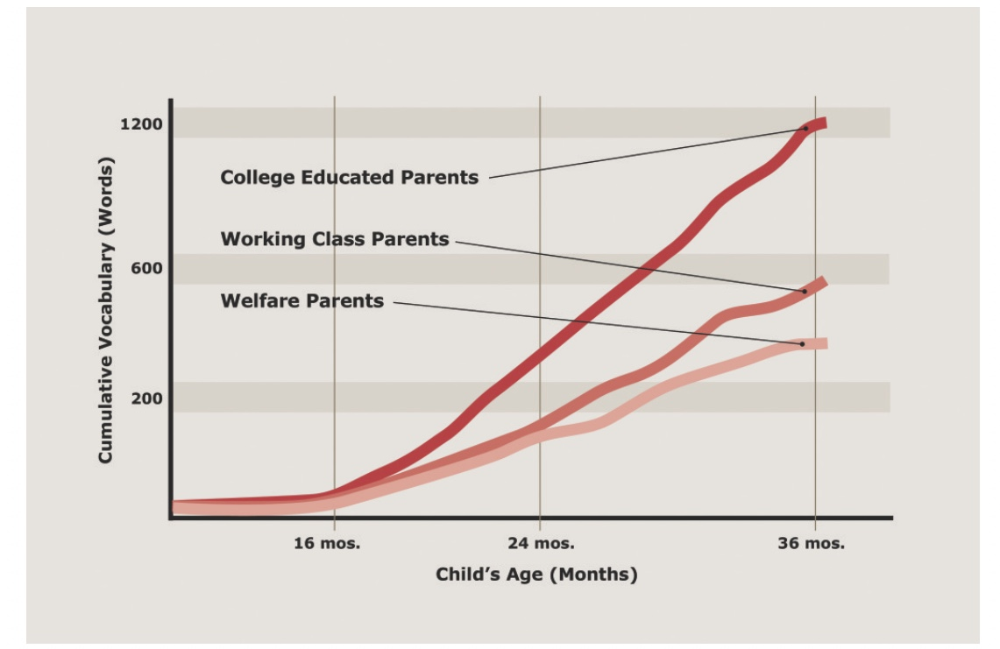 1200
College Educated Parents
Working Class Parents
600
Welfare Parents
200
Cumulative Vocabulary (Words)
16 mos.
24 mos.
36 mos.
Child’s Age (Months)